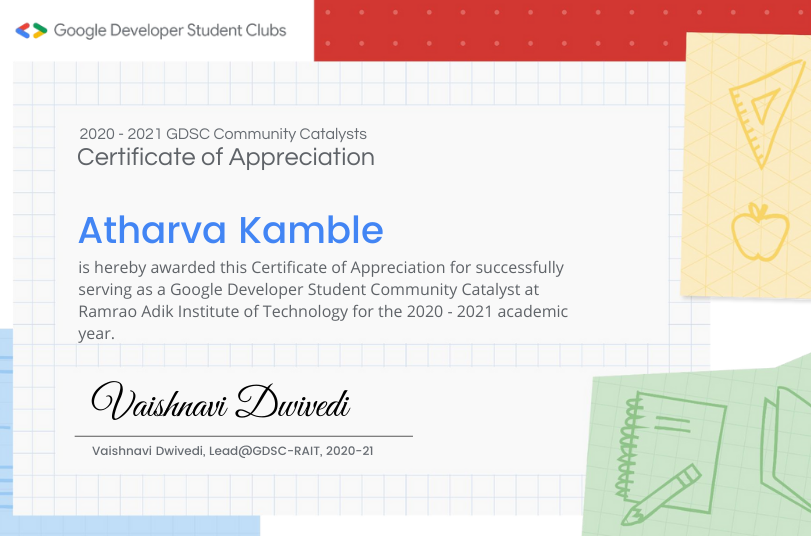 Google Developer Student Clubs
2020 - 2021 GDSC Community Catalysts
Certificate of Appreciation
Atharva Kamble
is hereby awarded this Certificate of Appreciation for successfully
serving as a Google Developer Student Community Catalyst at
Ramrao Adik Institute of Technology for the 2020 - 2021 academic
year.
Vaishnavi Dwivedi
Vaishnavi Dwivedi, Lead@GDSC-RAIT, 2020-21